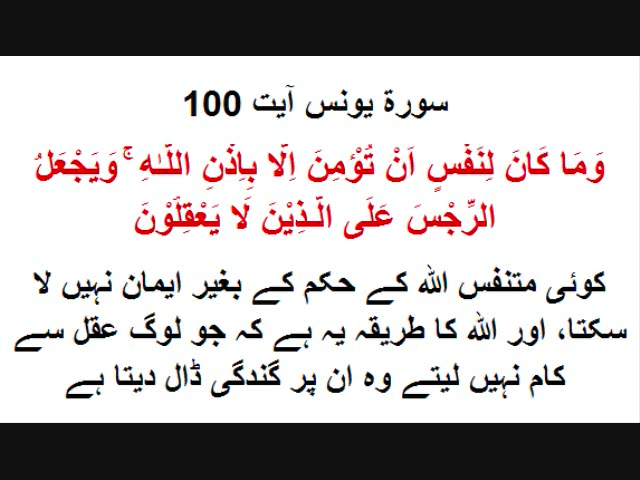 سورۃ یونس آیت 100
وَمَا كَانَ لِنَفْسٍ اَنْ تُؤْمِنَ اِلَّا بِاِذْنِ اللّـٰهِ ۚ وَيَجْعَلُ
الرِّجْسَ عَلَى الَّـذِيْنَ لَا يَعْقِلُوْنَ
کوئی متنفس اللہ کے حکم کے بغیر ایمان نہیں لا
سکتا، اور اللہ کا طریقہ یہ ہے کہ جو لوگ عقل سے
کام نہیں لیتے وہ ان پر گندگی ڈال دیتا ہے